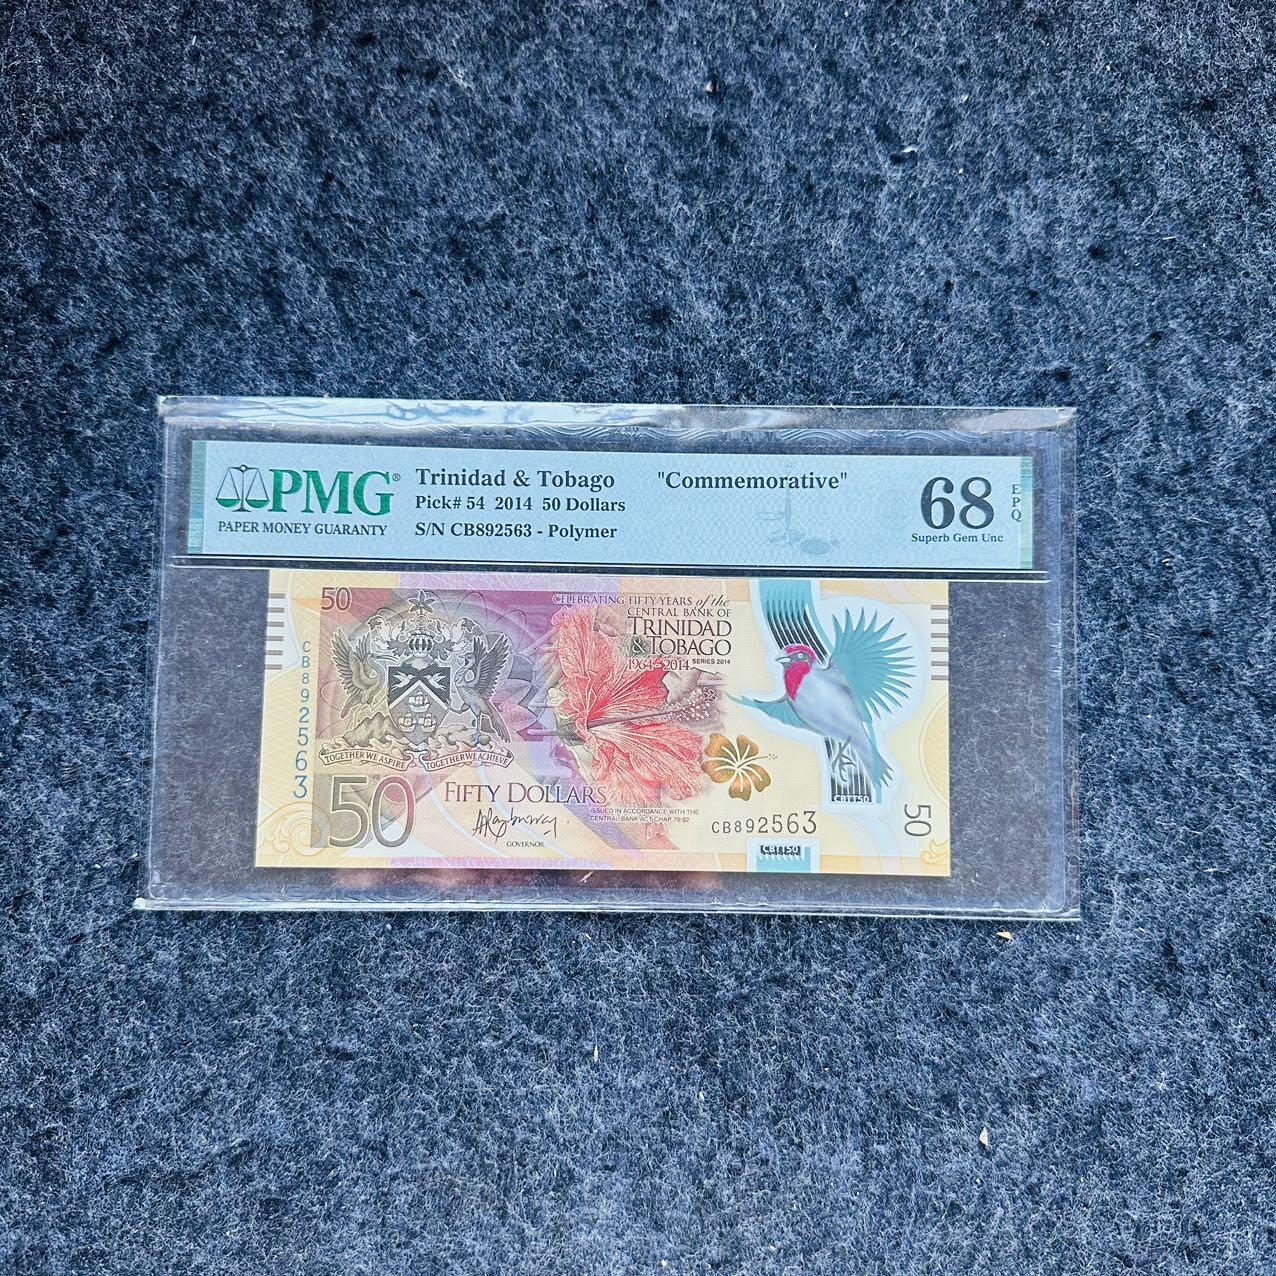 PMG®
PAPER MONEY GUARANTY
Trinidad & Tobago "Commemorative"
Pick# 54 2014 50 Dollars
S/N CB892563 - Polymer
68
EPQ
Superb Gem Unc
50
CELEBRATING FIFTY YEARS of the
CENTRAL BANK OF
TRINIDAD
& TOBAGO
1964-2014 SERIES 2014
CB892563
TOGETHER WE ASPIRE TOGETHER WE ACHIEVE
50
FIFTY DOLLARS
ISSUED IN ACCORDANCE WITH THE
CENTRAL BANK ACT, CHAP. 79:02
GOVERNOR
CB892563
CBTT50
CBTT50
50